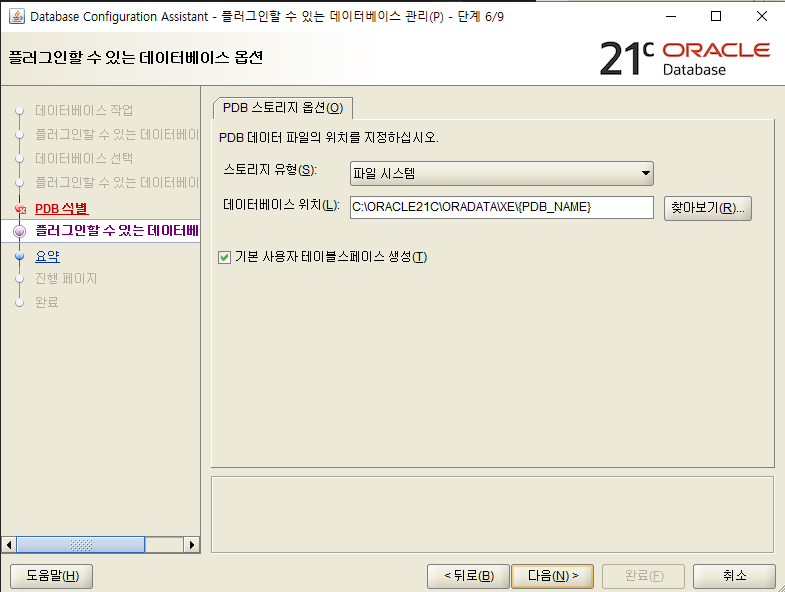 Database Configuration Assistant - 플러그인할 수 있는 데이터베이스 관리(P) - 단계 6/9
플러그인할 수 있는 데이터베이스 옵션
21c ORACLE
Database
데이터베이스 작업
플러그인할 수 있는 데이터베이
데이터베이스 선택
플러그인할 수 있는 데이터베이
PDB 식별
플러그인할 수 있는 데이터베
요약
진행 페이지
완료
PDB 스토리지 옵션(O)
PDB 데이터 파일의 위치를 지정하십시오.
스토리지 유형(S): 파일 시스템
데이터베이스 위치(L): C:\ORACLE21C\ORADATA\XE\{PDB_NAME} 찾아보기(R)...
기본 사용자 테이블스페이스 생성(T)
도움말(H) < 뒤로(B) 다음(N) > 완료(F) 취소